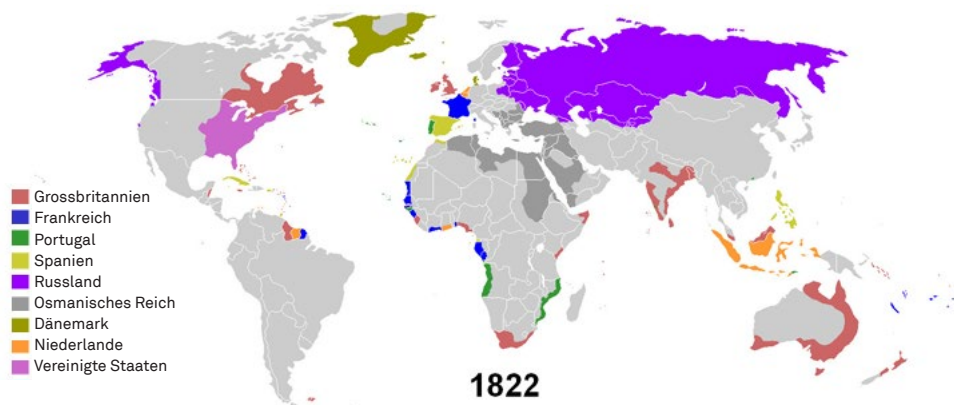 Grossbritannien
Frankreich
Portugal
Spanien
Russland
Osmanisches Reich
Dänemark
Niederlande
Vereinigte Staaten
1822